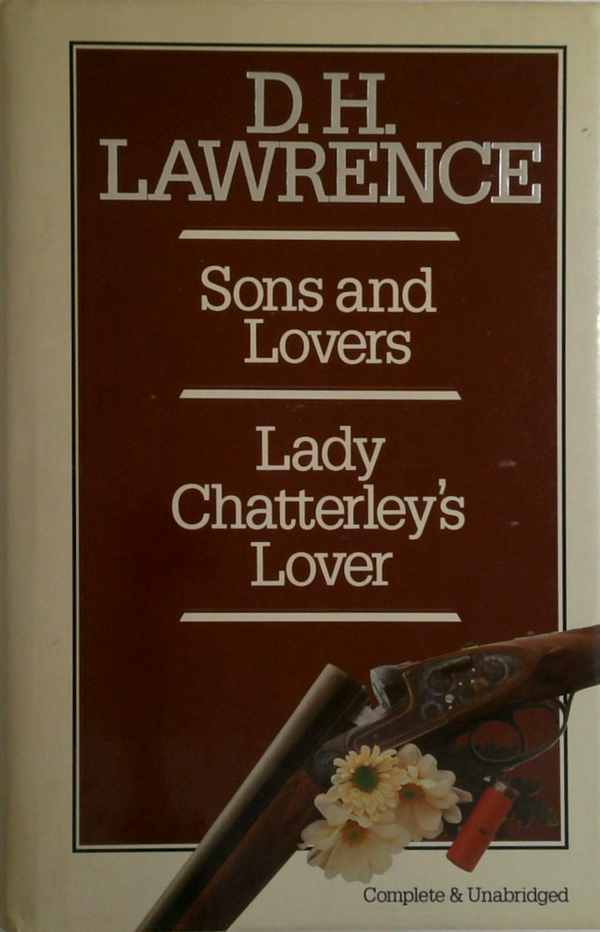 D. H.
LAWRENCE
Sons and
Lovers
Lady
Chatterley's
Lover
Complete & Unabridged